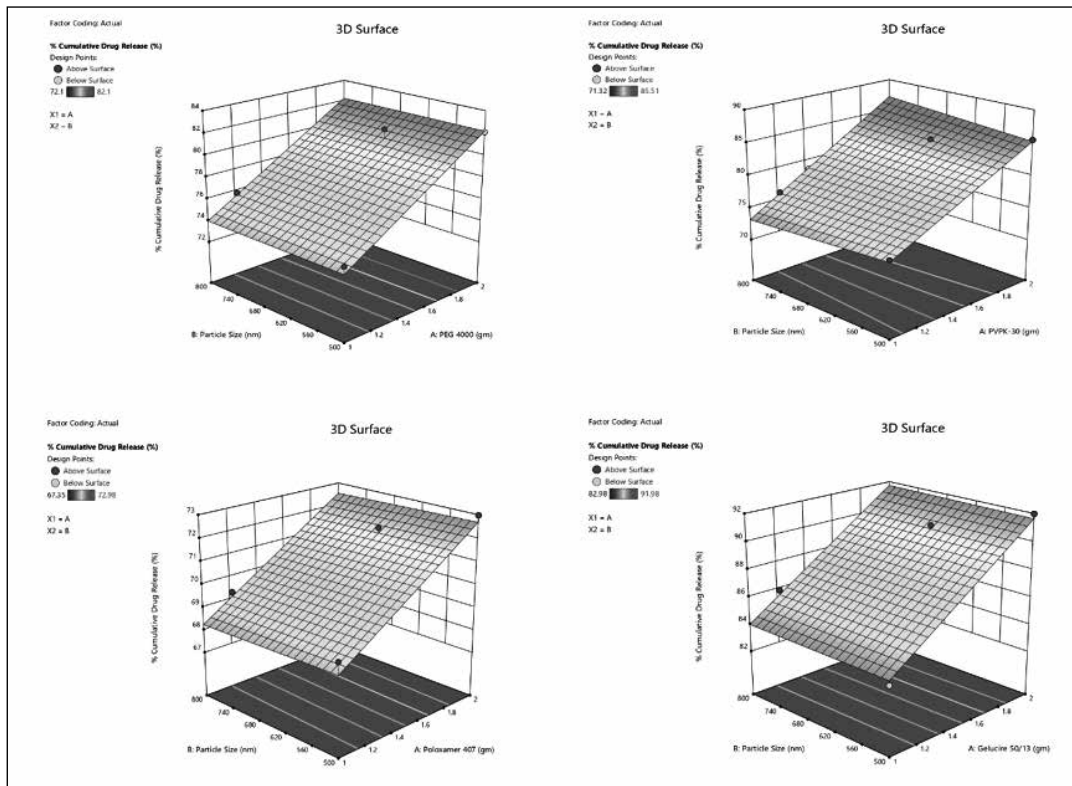 Factor Coding: Actual
3D Surface
% Cumulative Drug Release (%)
Design Points:
Above Surface
Below Surface
72.1 82.1
X1 = A
X2 = B
% Cumulative Drug Release (%)
84
82
80
78
76
74
72
800
740
680
620
560
500
1
1.2
1.4
1.6
1.8
2
B: Particle Size (nm)
A: PEG 4000 (gm)
Factor Coding: Actual
3D Surface
% Cumulative Drug Release (%)
Design Points:
Above Surface
Below Surface
71.32 85.51
X1 = A
X2 = B
% Cumulative Drug Release (%)
90
85
80
75
70
800
740
680
620
560
500
1
1.2
1.4
1.6
1.8
2
B: Particle Size (nm)
A: PVPK-30 (gm)
Factor Coding: Actual
3D Surface
% Cumulative Drug Release (%)
Design Points:
Above Surface
Below Surface
67.35 72.98
X1 = A
X2 = B
% Cumulative Drug Release (%)
73
72
71
70
69
68
67
800
740
680
620
560
500
1
1.2
1.4
1.6
1.8
2
B: Particle Size (nm)
A: Poloxamer 407 (gm)
Factor Coding: Actual
3D Surface
% Cumulative Drug Release (%)
Design Points:
Above Surface
Below Surface
82.98 91.98
X1 = A
X2 = B
% Cumulative Drug Release (%)
92
90
88
86
84
82
800
740
680
620
560
500
1
1.2
1.4
1.6
1.8
2
B: Particle Size (nm)
A: Gelucire 50/13 (gm)